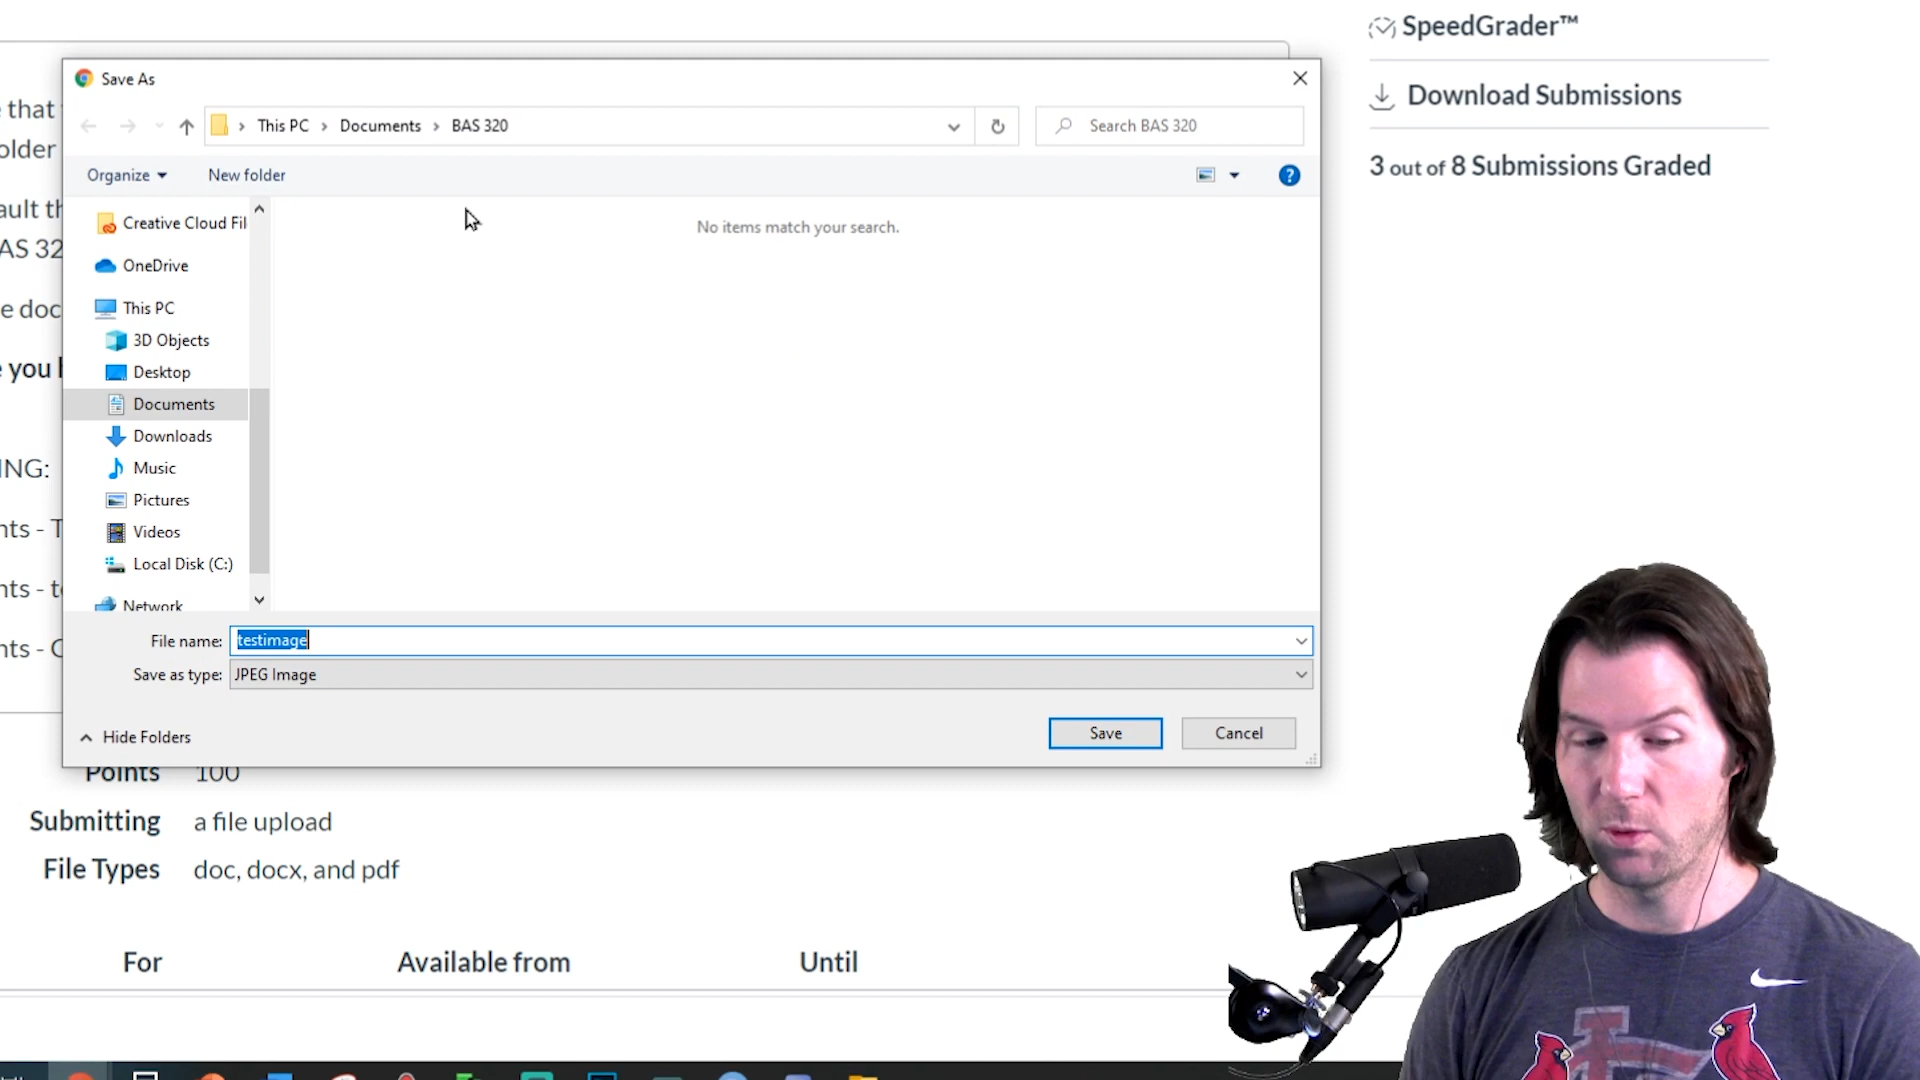 SpeedGrader™
Download Submissions
3 out of 8 Submissions Graded
Save As
This PC > Documents > BAS 320
Search BAS 320
Organize
New folder
Creative Cloud Fil
OneDrive
This PC
3D Objects
Desktop
Documents
Downloads
Music
Pictures
Videos
Local Disk (C:)
Network
No items match your search.
File name: testimage
Save as type: JPEG Image
Hide Folders
Save
Cancel
that
older
ault th
AS 32
e doc
you
ING:
nts - T
nts - t
nts - C
Points 100
Submitting a file upload
File Types doc, docx, and pdf
For Available from Until